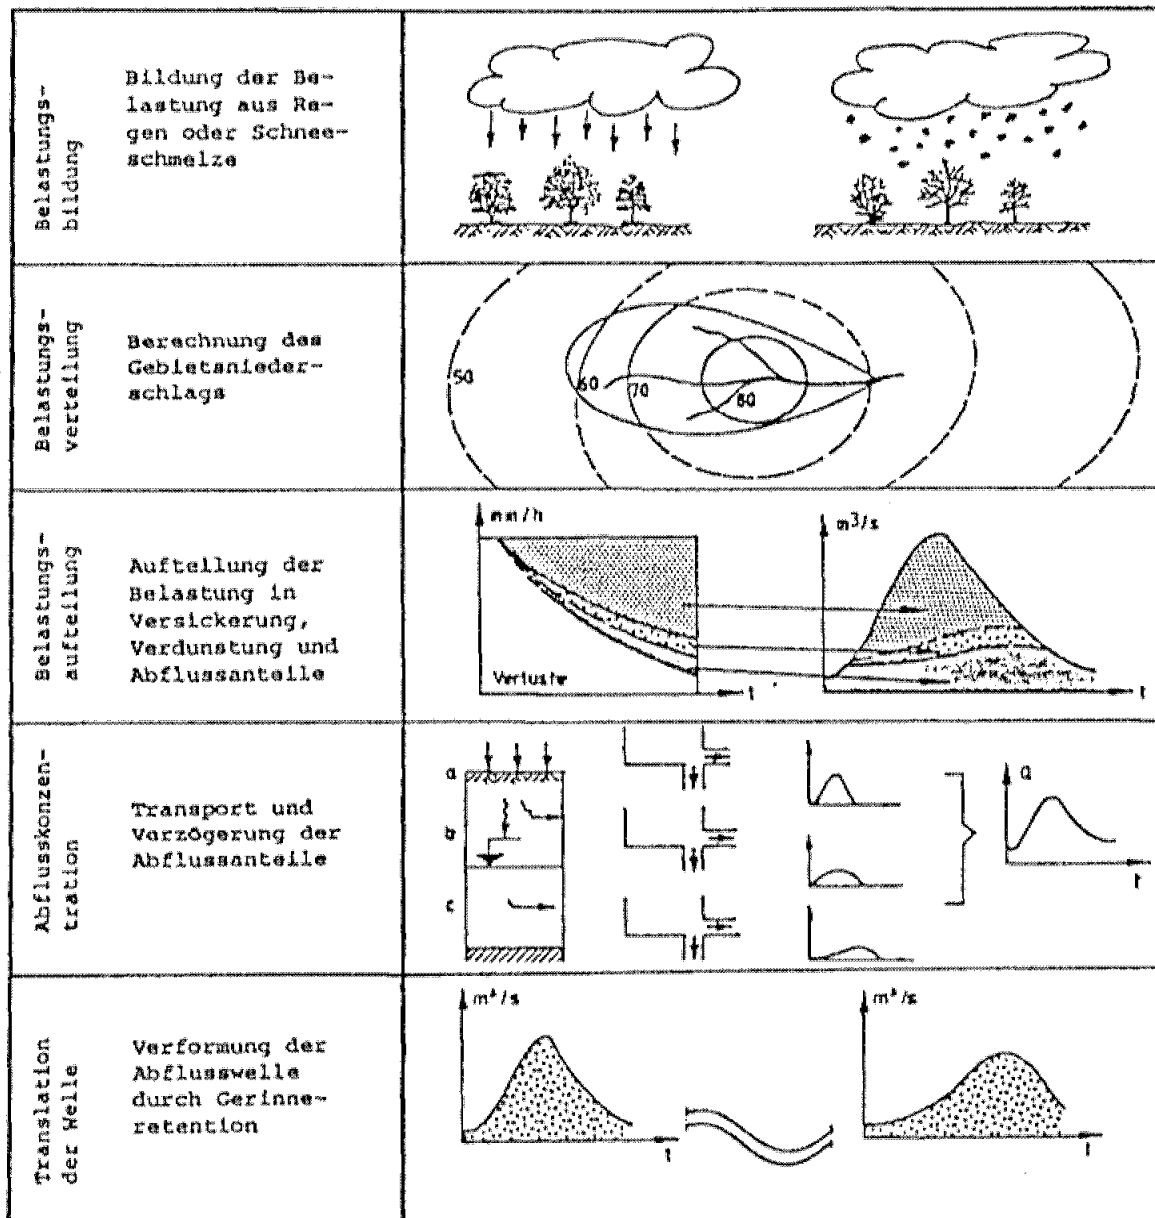 Belastungs-
bildung
Bildung der Be-
lastung aus Re-
gen oder Schnee-
schmelze
Belastungs-
verteilung
Berechnung des
Gebietsnieder-
schlags
50
60
70
80
Belastungs-
aufteilung
Aufteilung der
Belastung in
Versickerung,
Verdunstung und
Abflussanteile
mm/h
Verluste
t
m³/s
t
Abflusskonzen-
tration
Transport und
Verzögerung der
Abflussanteile
a
b
c
Q
t
Translation
der Welle
Verformung der
Abflusswelle
durch Gerinne-
retention
m³/s
t
m³/s
t